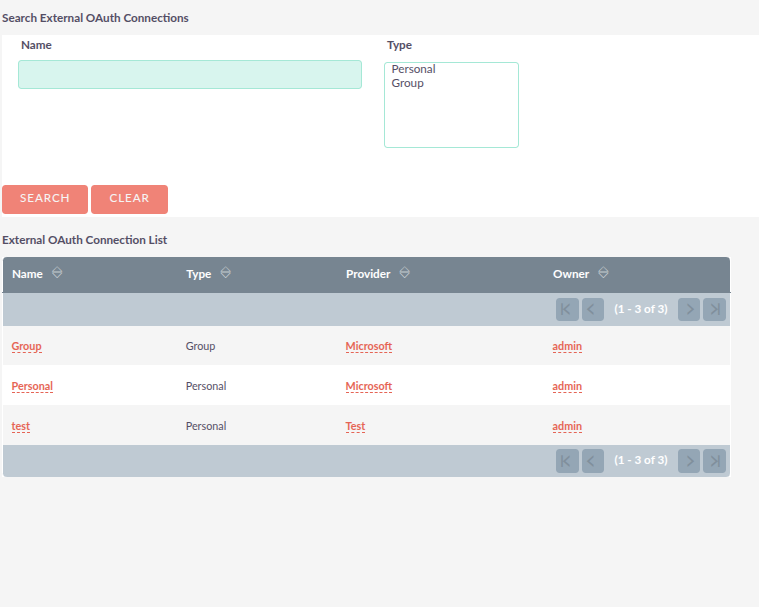 Search External OAuth Connections
Name Type
Personal
Group
SEARCH CLEAR
External OAuth Connection List
Name Type Provider Owner
(1 - 3 of 3)
Group Group Microsoft admin
Personal Personal Microsoft admin
test Personal Test admin
(1 - 3 of 3)